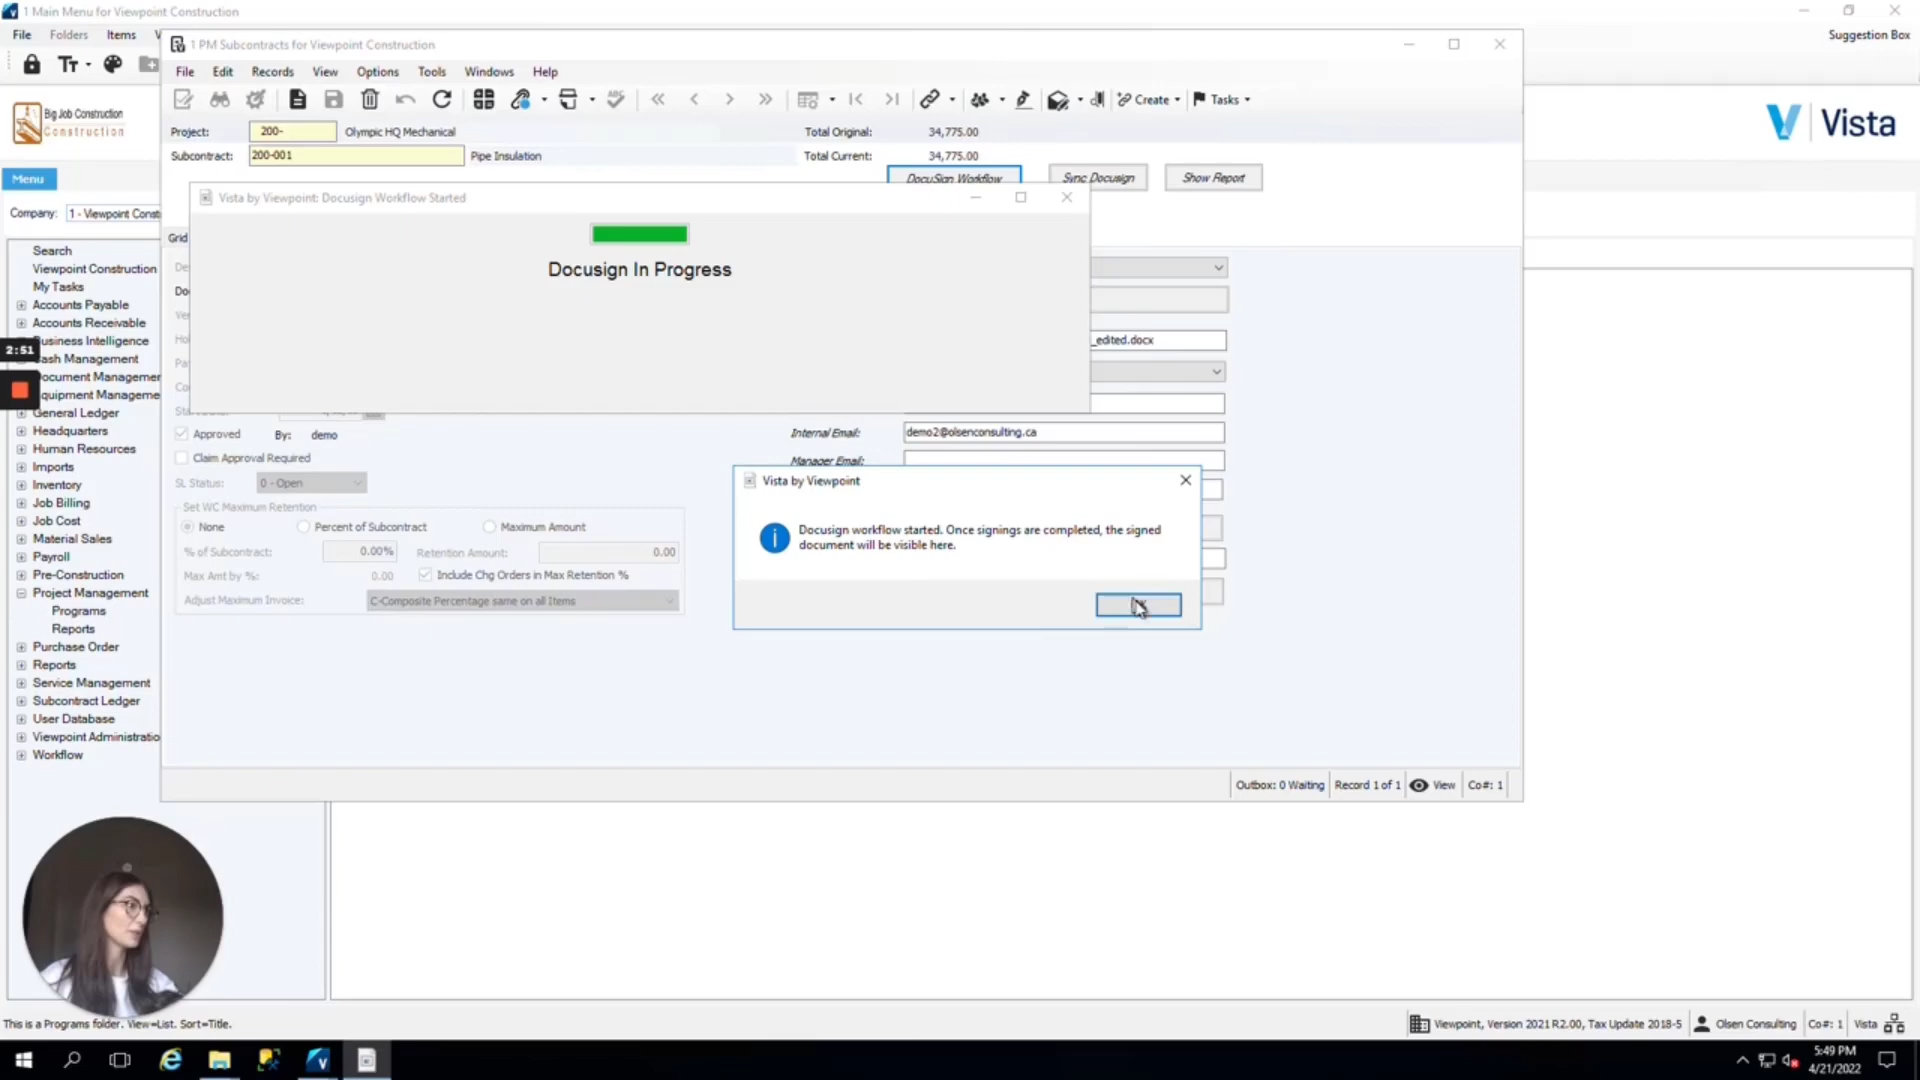 1 Main Menu for Viewpoint Construction
File Folders Items
Suggestion Box
1 PM Subcontracts for Viewpoint Construction
File Edit Records View Options Tools Windows Help
Create Tasks
Big Job Construction
Construction
Vista
Project: 200- Olympic HQ Mechanical Total Original: 34,775.00
Subcontract: 200-001 Pipe Insulation Total Current: 34,775.00
DocuSign Workflow Sync Docusign Show Report
Menu
Company: 1 - Viewpoint Const
Vista by Viewpoint: Docusign Workflow Started
Docusign In Progress
Grid
Do
Search
Viewpoint Construction
My Tasks
Accounts Payable
Accounts Receivable
Business Intelligence
Cash Management
Document Managemen
Equipment Manageme
General Ledger
Headquarters
Human Resources
Imports
Inventory
Job Billing
Job Cost
Material Sales
Payroll
Pre-Construction
Project Management
Programs
Reports
Purchase Order
Reports
Service Management
Subcontract Ledger
User Database
Viewpoint Administratio
Workflow
2:51
_edited.docx
Approved By: demo
Internal Email: demo2@olsenconsulting.ca
Claim Approval Required
Manager Email:
SL Status: 0 - Open
Set WC Maximum Retention
None Percent of Subcontract Maximum Amount
% of Subcontract: 0.00% Retention Amount: 0.00
Max Amt by %: 0.00 Include Chg Orders in Max Retention %
Adjust Maximum Invoice: C-Composite Percentage same on all Items
Vista by Viewpoint
Docusign workflow started. Once signings are completed, the signed
document will be visible here.
Outbox: 0 Waiting Record 1 of 1 View Co#: 1
This is a Programs folder. View=List. Sort=Title.
Viewpoint, Version 2021 R2.00, Tax Update 2018-5 Olsen Consulting Co#: 1 Vista
5:49 PM
4/21/2022